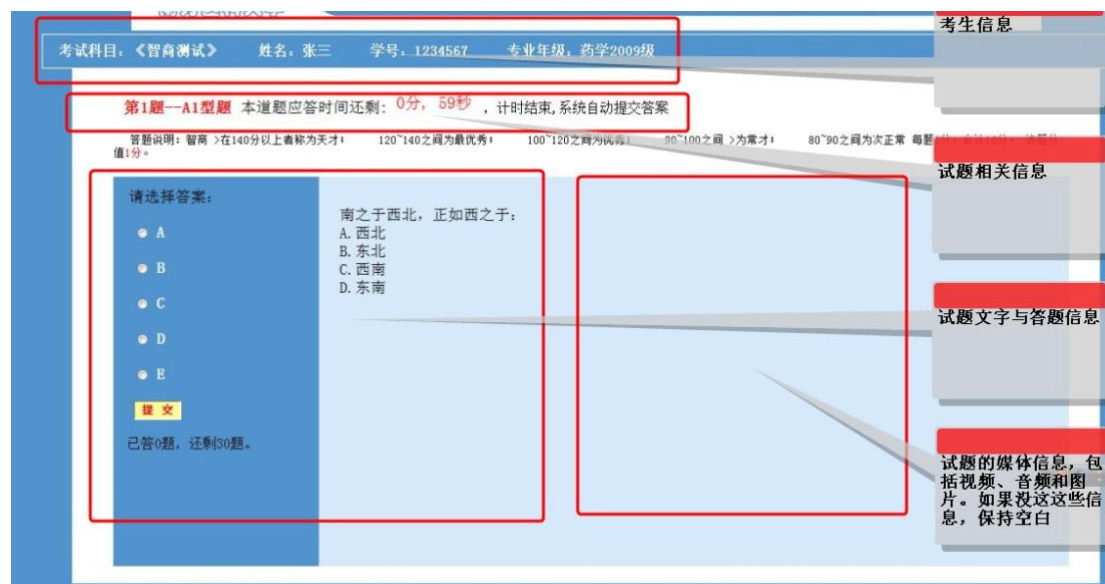 考试科目：《智商测试》 姓名：张三 学号：1234567 专业年级：药学2009级
考生信息
第1题--A1型题 本道题应答时间还剩：0分，59秒 ，计时结束,系统自动提交答案
答题说明：智商 >在140分以上者称为天才； 120~140之间为最优秀； 100~120之间为优秀； 90~100之间 >为常才； 80~90之间为次正常 每题
值1分。
试题相关信息
请选择答案：
A
B
C
D
E
提 交
已答0题，还剩30题。
南之于西北，正如西之于：
A.西北
B.东北
C.西南
D.东南
试题文字与答题信息
试题的媒体信息，包
括视频、音频和图
片。如果没这这些信
息，保持空白